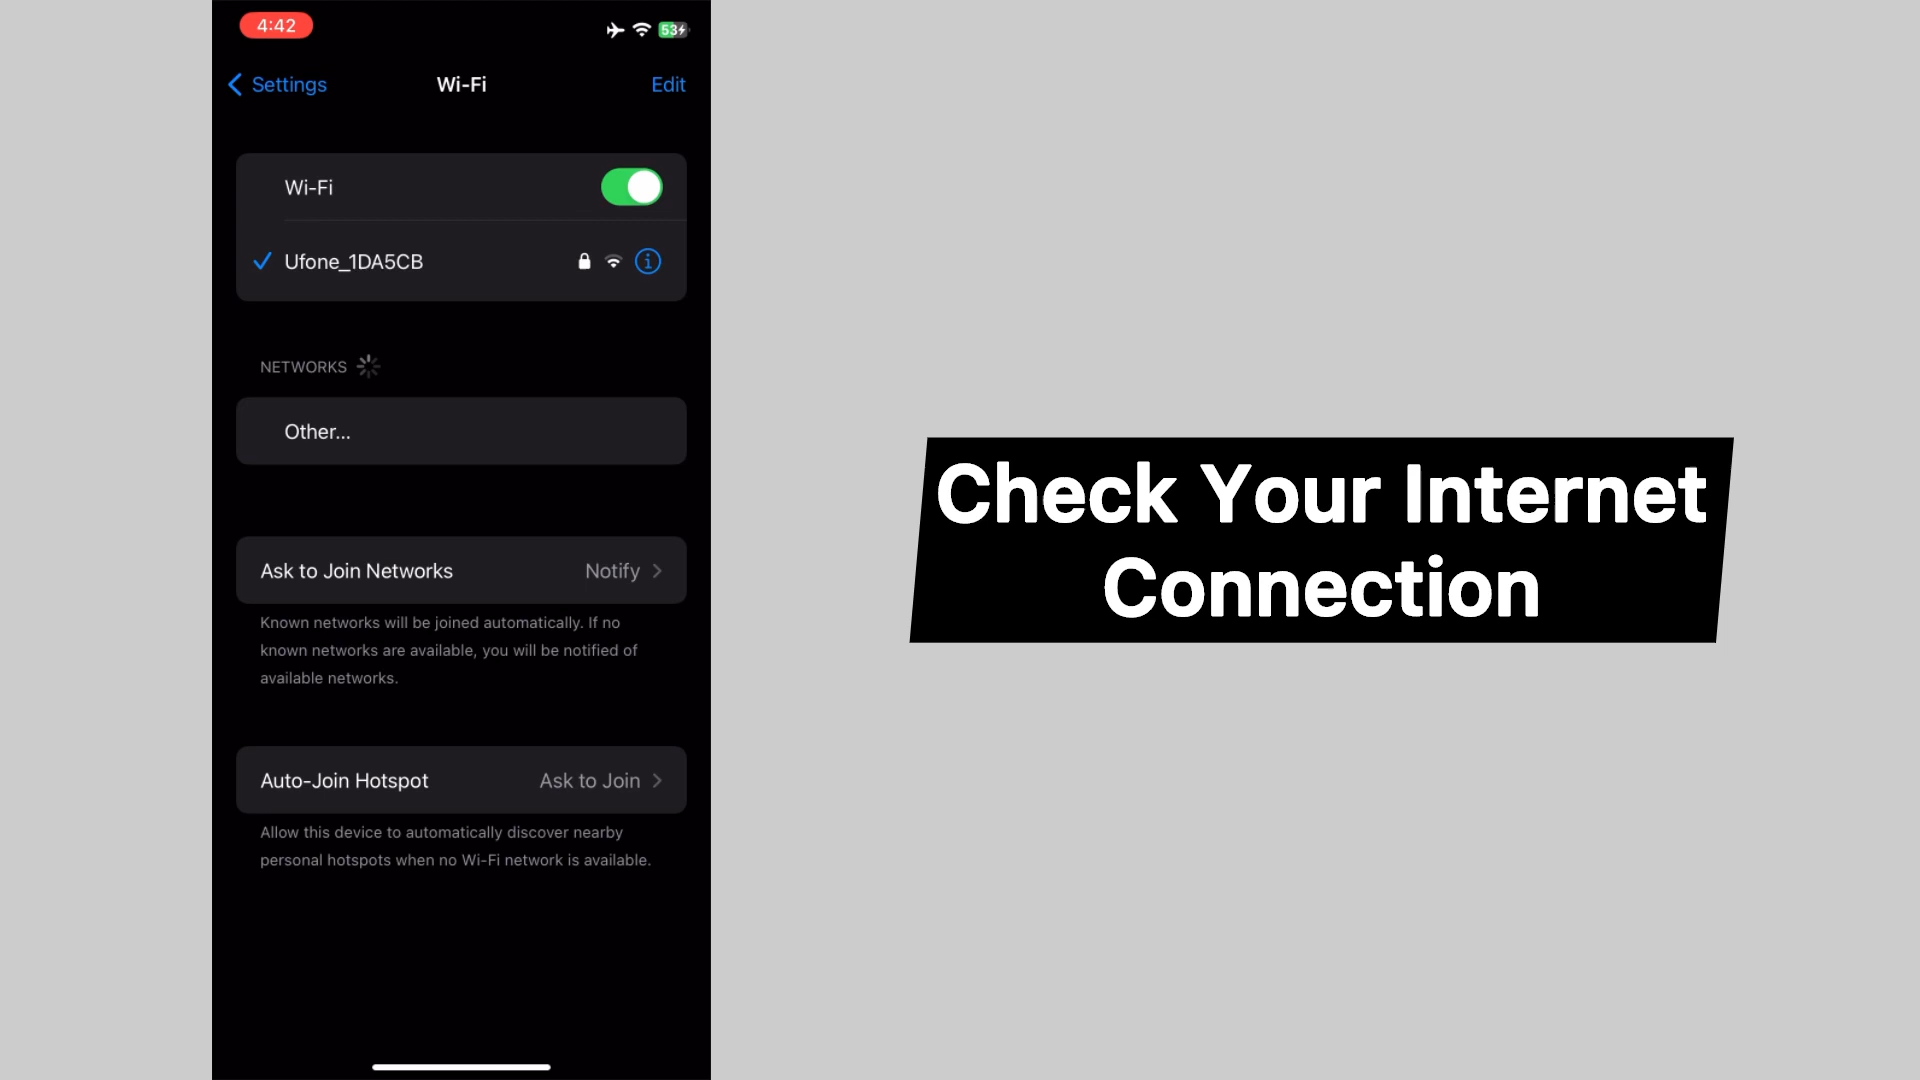 4:42
53
Settings
Wi-Fi
Edit
Wi-Fi
Ufone_1DA5CB
NETWORKS
Other...
Ask to Join Networks
Notify
Known networks will be joined automatically. If no
known networks are available, you will be notified of
available networks.
Auto-Join Hotspot
Ask to Join
Allow this device to automatically discover nearby
personal hotspots when no Wi-Fi network is available.
Check Your Internet
Connection